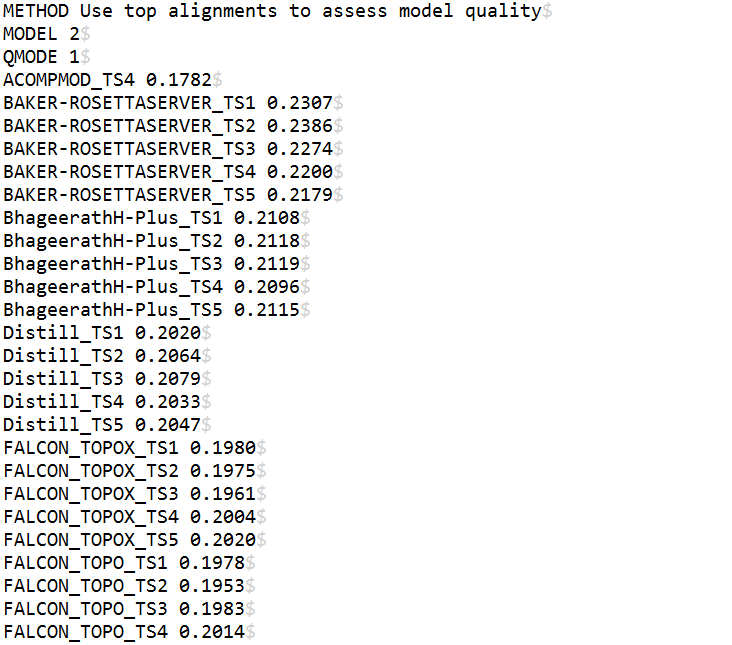 METHOD Use top alignments to assess model quality$
MODEL 2$
QMODE 1$
ACOMPMOD_TS4 0.1782$
BAKER-ROSETTASERVER_TS1 0.2307$
BAKER-ROSETTASERVER_TS2 0.2386$
BAKER-ROSETTASERVER_TS3 0.2274$
BAKER-ROSETTASERVER_TS4 0.2200$
BAKER-ROSETTASERVER_TS5 0.2179$
BhageerathH-Plus_TS1 0.2108$
BhageerathH-Plus_TS2 0.2118$
BhageerathH-Plus_TS3 0.2119$
BhageerathH-Plus_TS4 0.2096$
BhageerathH-Plus_TS5 0.2115$
Distill_TS1 0.2020$
Distill_TS2 0.2064$
Distill_TS3 0.2079$
Distill_TS4 0.2033$
Distill_TS5 0.2047$
FALCON_TOPOX_TS1 0.1980$
FALCON_TOPOX_TS2 0.1975$
FALCON_TOPOX_TS3 0.1961$
FALCON_TOPOX_TS4 0.2004$
FALCON_TOPOX_TS5 0.2020$
FALCON_TOPO_TS1 0.1978$
FALCON_TOPO_TS2 0.1953$
FALCON_TOPO_TS3 0.1983$
FALCON_TOPO_TS4 0.2014$